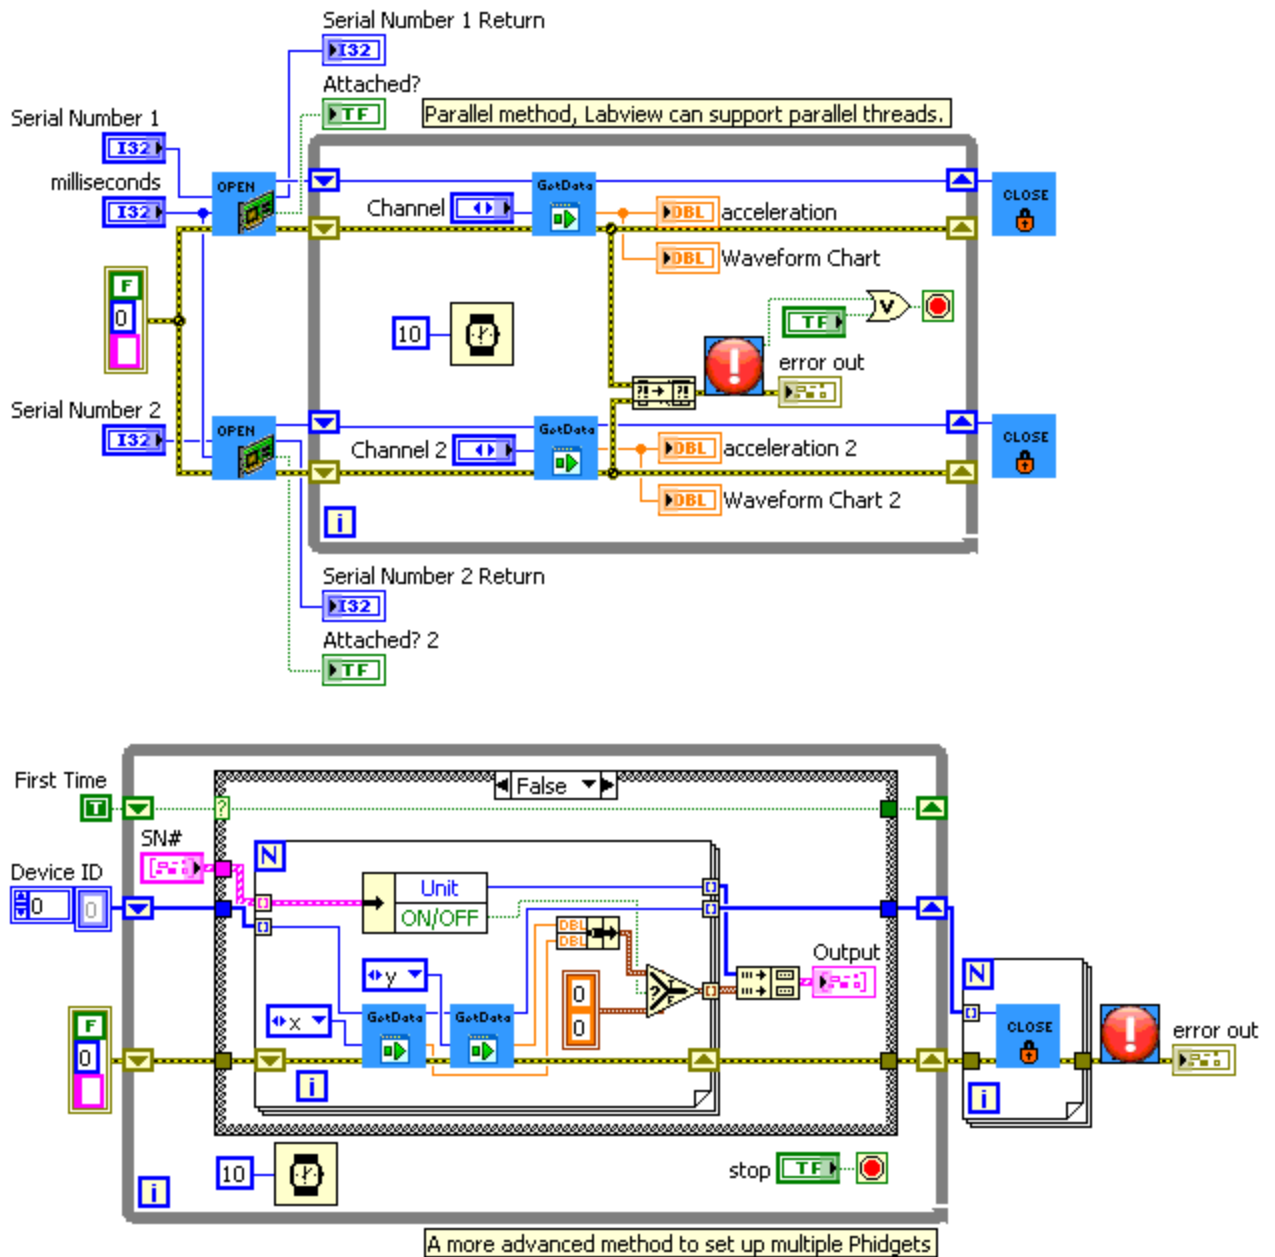 Serial Number 1 Return
I32
Attached?
TF
Parallel method, Labview can support parallel threads.
Serial Number 1
I32
milliseconds
I32
OPEN
Channel
GetData
DBL acceleration
CLOSE
DBL Waveform Chart
F
0
10
TF
V
error out
Serial Number 2
I32
OPEN
Channel 2
GetData
DBL acceleration 2
CLOSE
DBL Waveform Chart 2
i
Serial Number 2 Return
I32
Attached? 2
TF
False
First Time
T
?
SN#
N
Device ID
0
0
Unit
ON/OFF
DBL
DBL
y
x
GetData
GetData
?
0
0
Output
N
F
0
CLOSE
error out
i
i
10
stop
TF
i
A more advanced method to set up multiple Phidgets